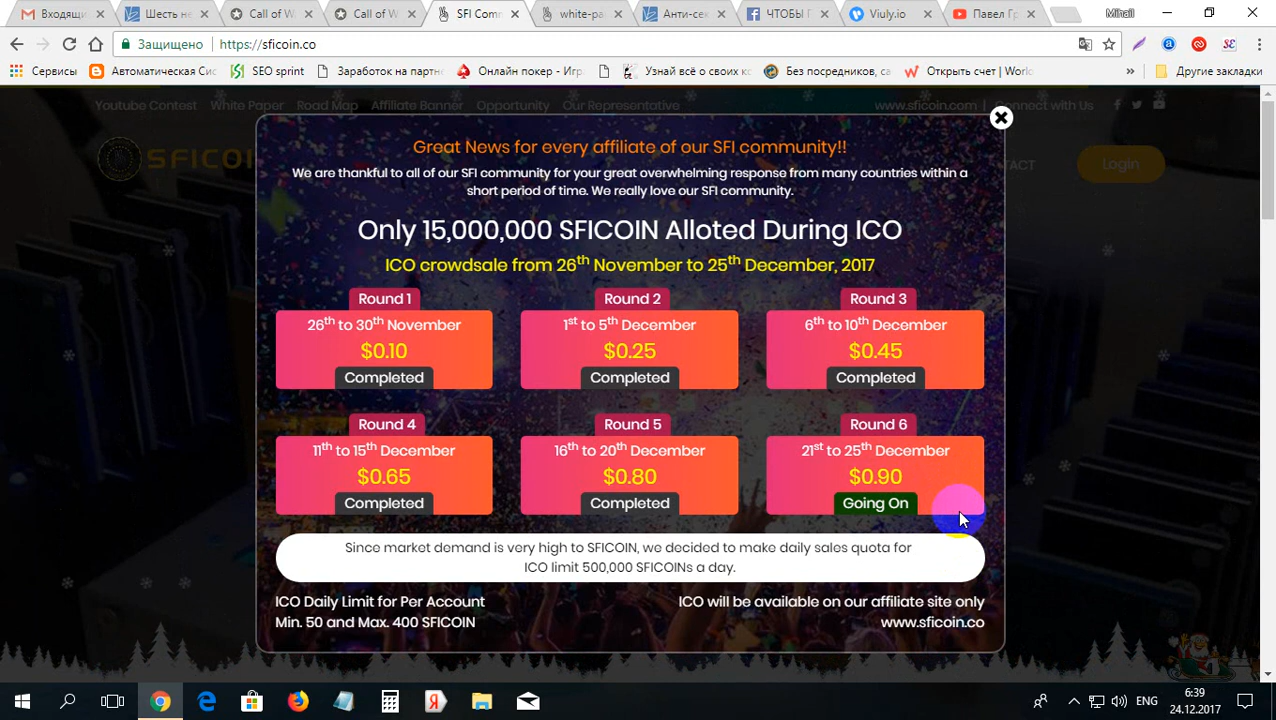 Входящі
Шесть не
Call of W
Call of W
SFI Comm
white-pa
Анти-сек
ЧТОБЫ Г
Viuly.io
Павел Гр
Mihail
Защищено
https://sficoin.co
Сервисы
Автоматическая Сис
SEO sprint
Заработок на партне
Онлайн покер - Игра
Узнай всё о своих ко
Без посредников, са
Открыть счет | Worl
»
Другие закладки
Youtube Contest
White Paper
Road Map
Affiliate Banner
Opportunity
Our Representative
www.sficoin.com |
Connect with Us
SFICOIN
Login
Great News for every affiliate of our SFI community!!
We are thankful to all of our SFI community for your great overwhelming response from many countries within a
short period of time. We really love our SFI community.
Only 15,000,000 SFICOIN Alloted During ICO
ICO crowdsale from 26th November to 25th December, 2017
Round 1
26th to 30th November
$0.10
Completed
Round 2
1st to 5th December
$0.25
Completed
Round 3
6th to 10th December
$0.45
Completed
Round 4
11th to 15th December
$0.65
Completed
Round 5
16th to 20th December
$0.80
Completed
Round 6
21st to 25th December
$0.90
Going On
Since market demand is very high to SFICOIN, we decided to make daily sales quota for
ICO limit 500,000 SFICOINs a day.
ICO Daily Limit for Per Account
Min. 50 and Max. 400 SFICOIN
ICO will be available on our affiliate site only
www.sficoin.co
ENG
6:39
24.12.2017